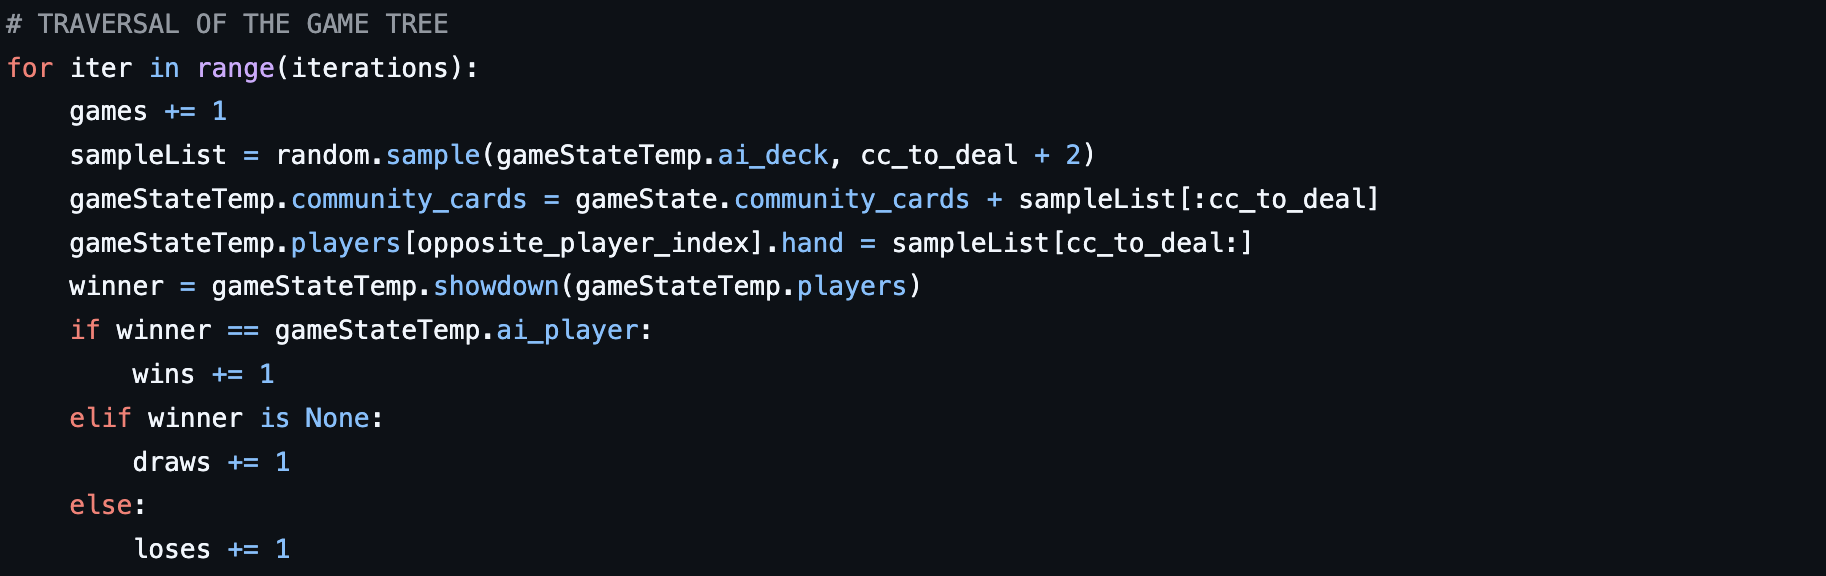 # TRAVERSAL OF THE GAME TREE
for iter in range(iterations):
    games += 1
    sampleList = random.sample(gameStateTemp.ai_deck, cc_to_deal + 2)
    gameStateTemp.community_cards = gameState.community_cards + sampleList[:cc_to_deal]
    gameStateTemp.players[opposite_player_index].hand = sampleList[cc_to_deal:]
    winner = gameStateTemp.showdown(gameStateTemp.players)
    if winner == gameStateTemp.ai_player:
        wins += 1
    elif winner is None:
        draws += 1
    else:
        loses += 1